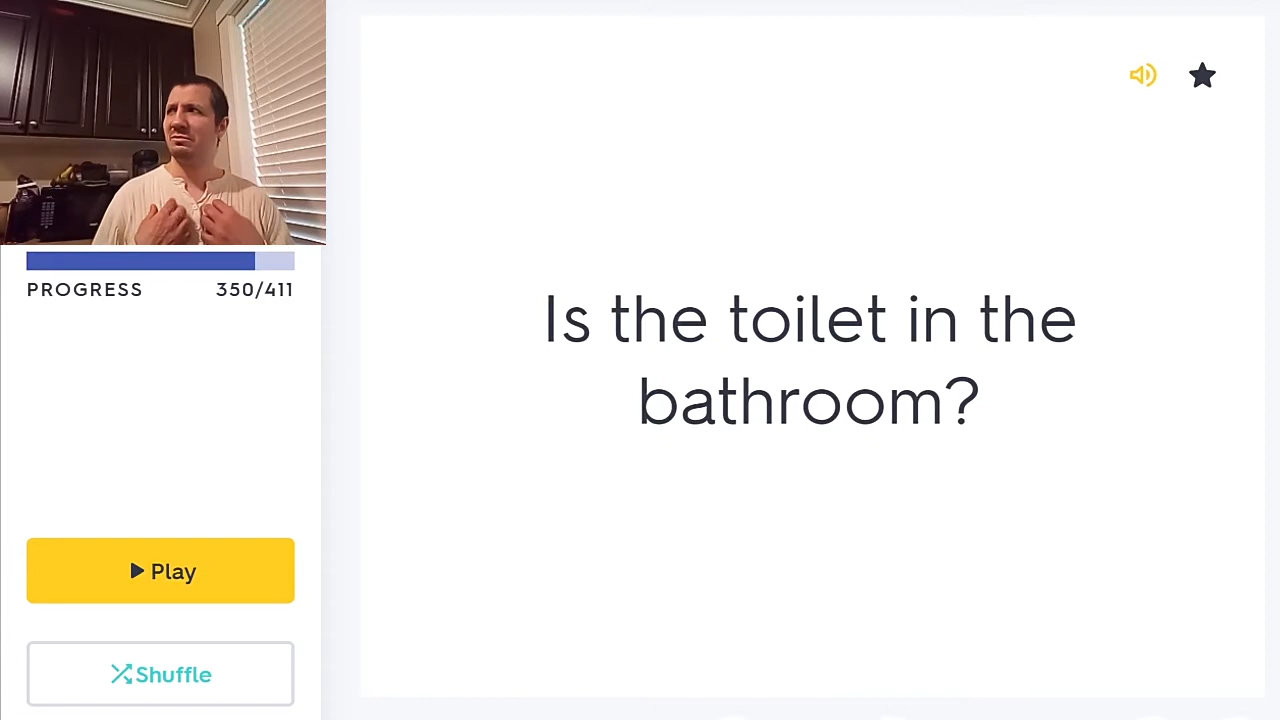 Is the toilet in the
bathroom?
PROGRESS 350/411
Play
Shuffle